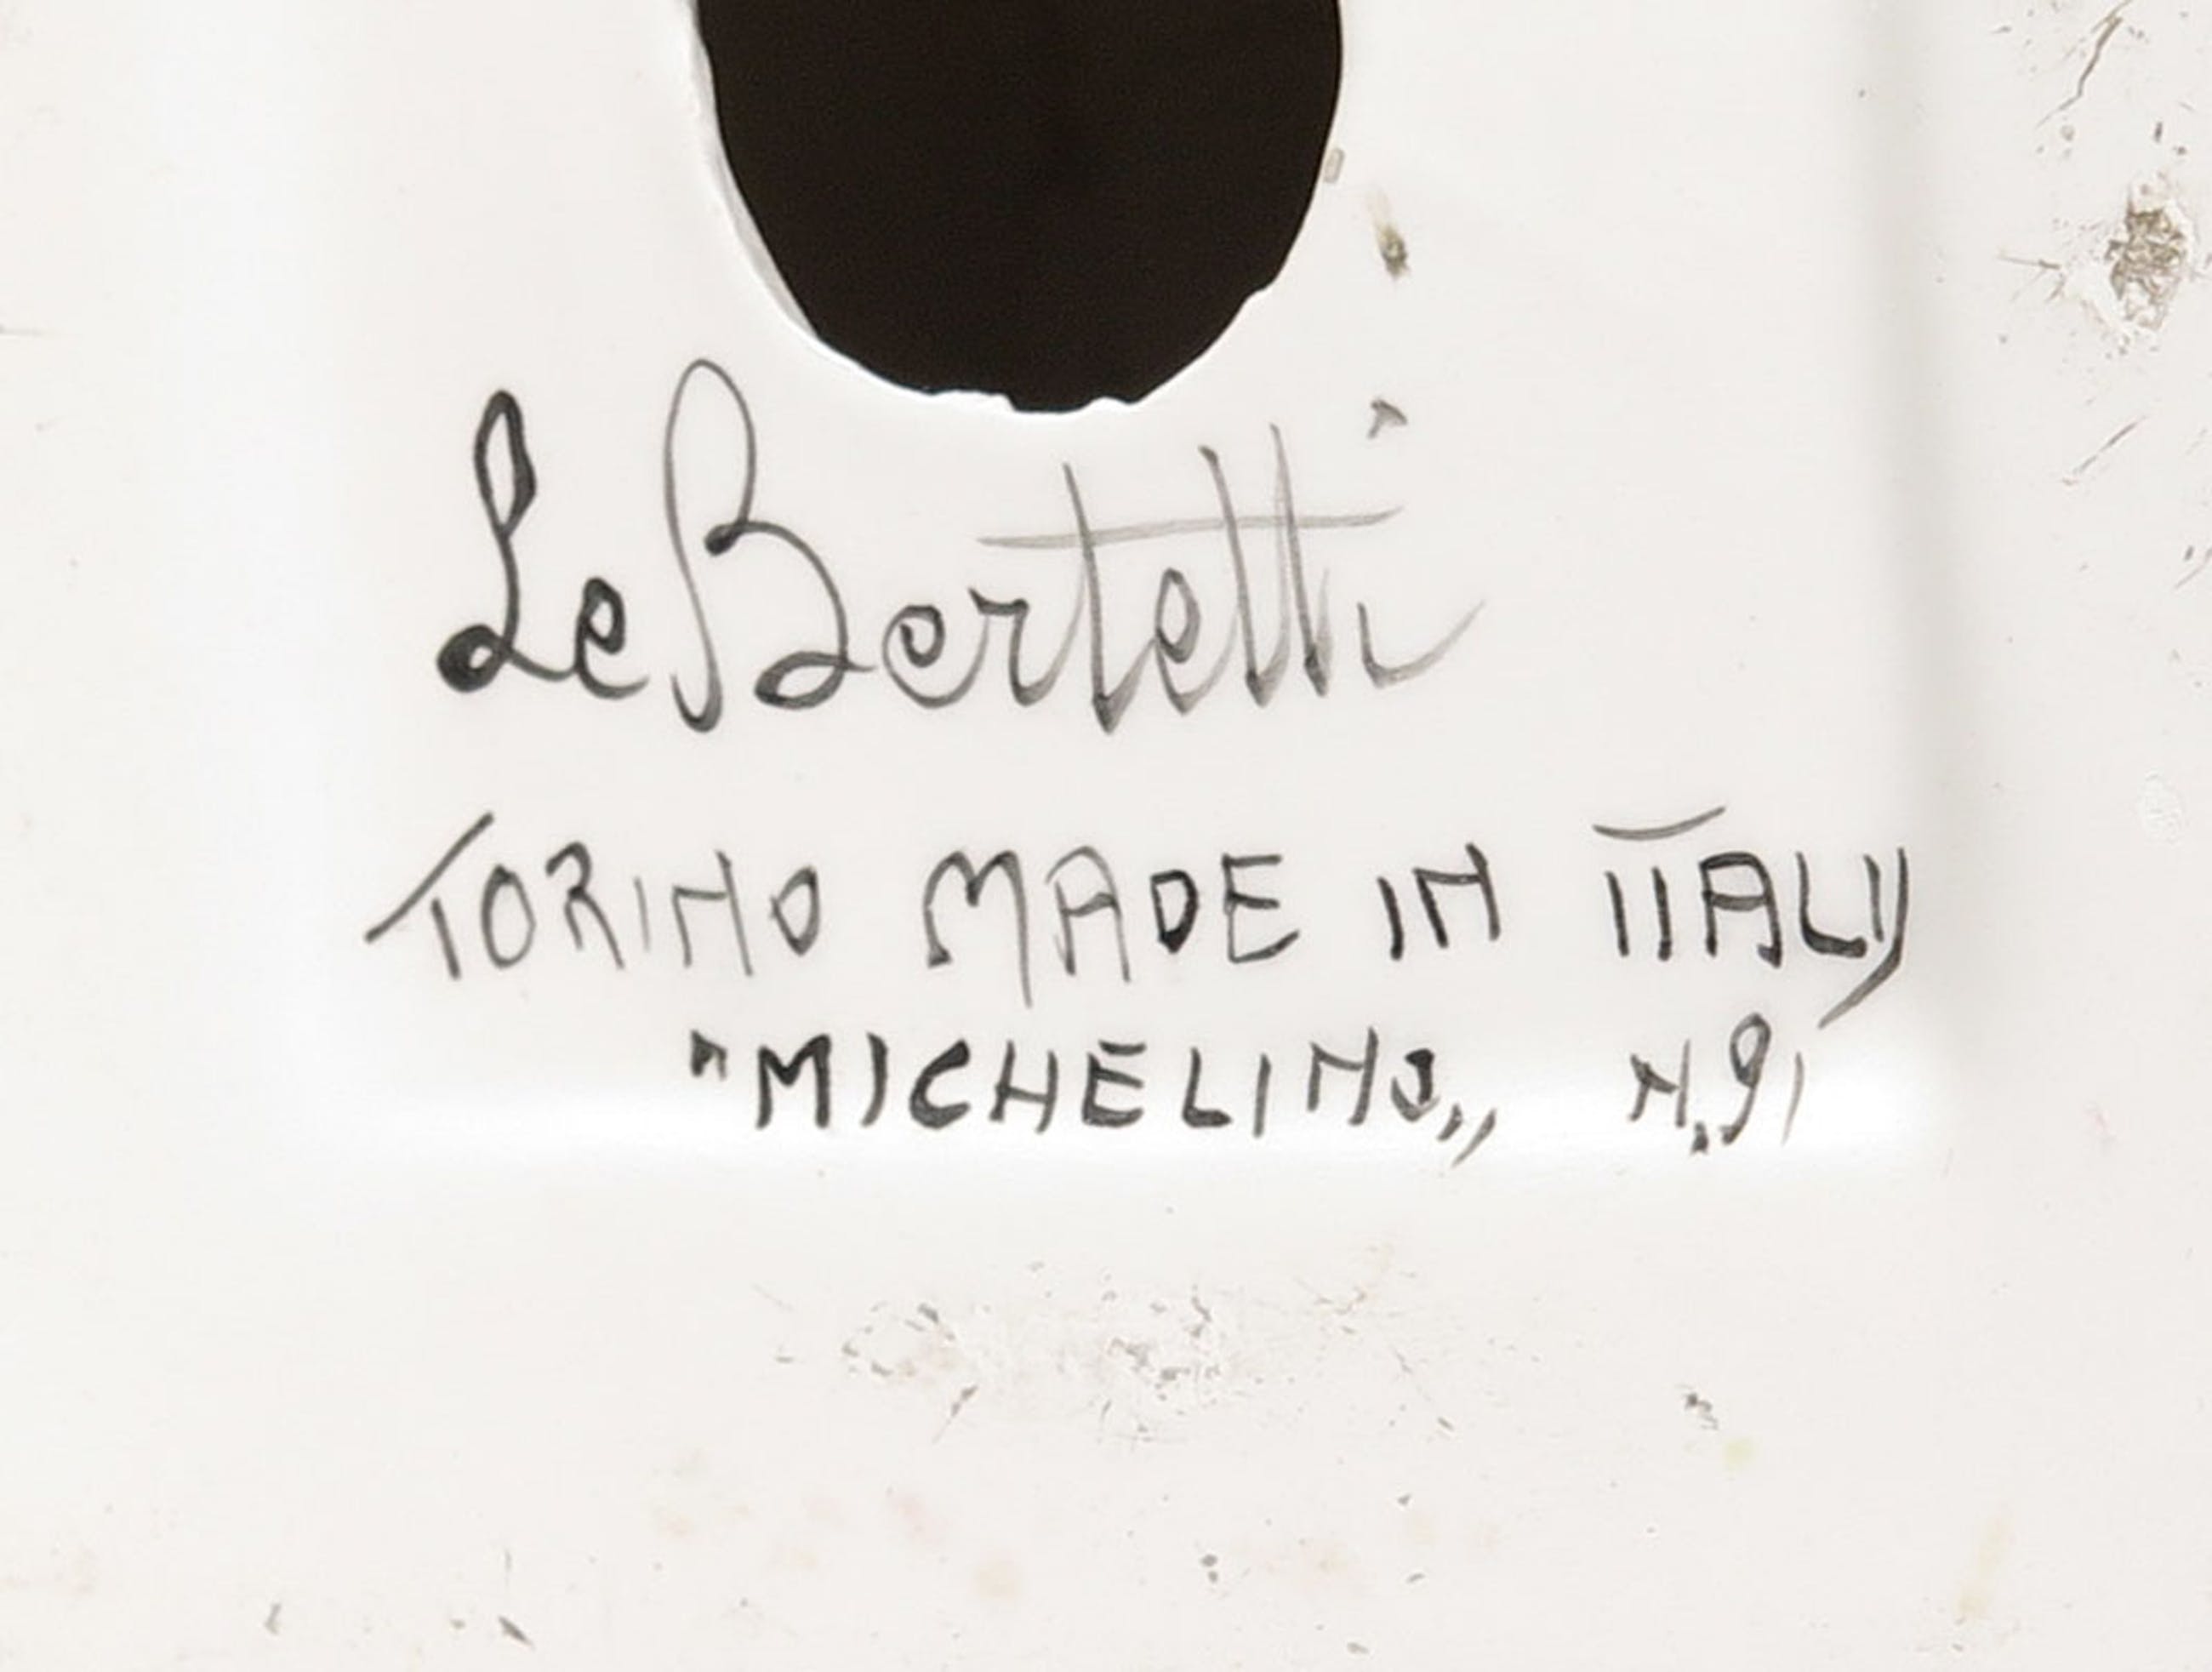 Le Bertetti
TORINO MADE IN ITALY
"MICHELINO„ N.91